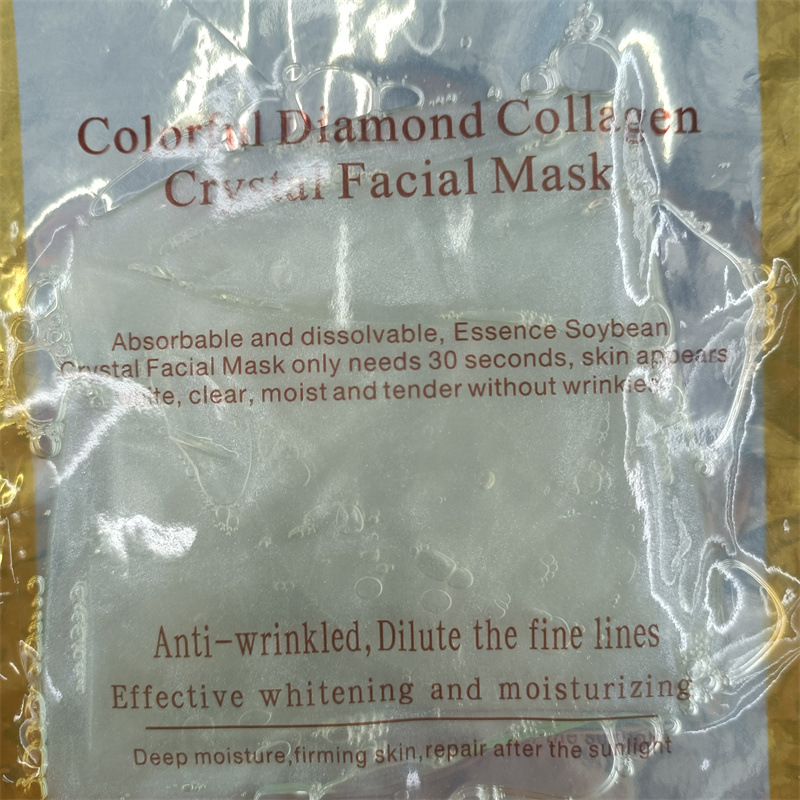 Colorful Diamond Collagen
Crystal Facial Mask
Absorbable and dissolvable, Essence Soybean
Crystal Facial Mask only needs 30 seconds, skin appears
white, clear, moist and tender without wrinkles
Anti-wrinkled, Dilute the fine lines
Effective whitening and moisturizing
Deep moisture,firming skin,repair after the sunlight